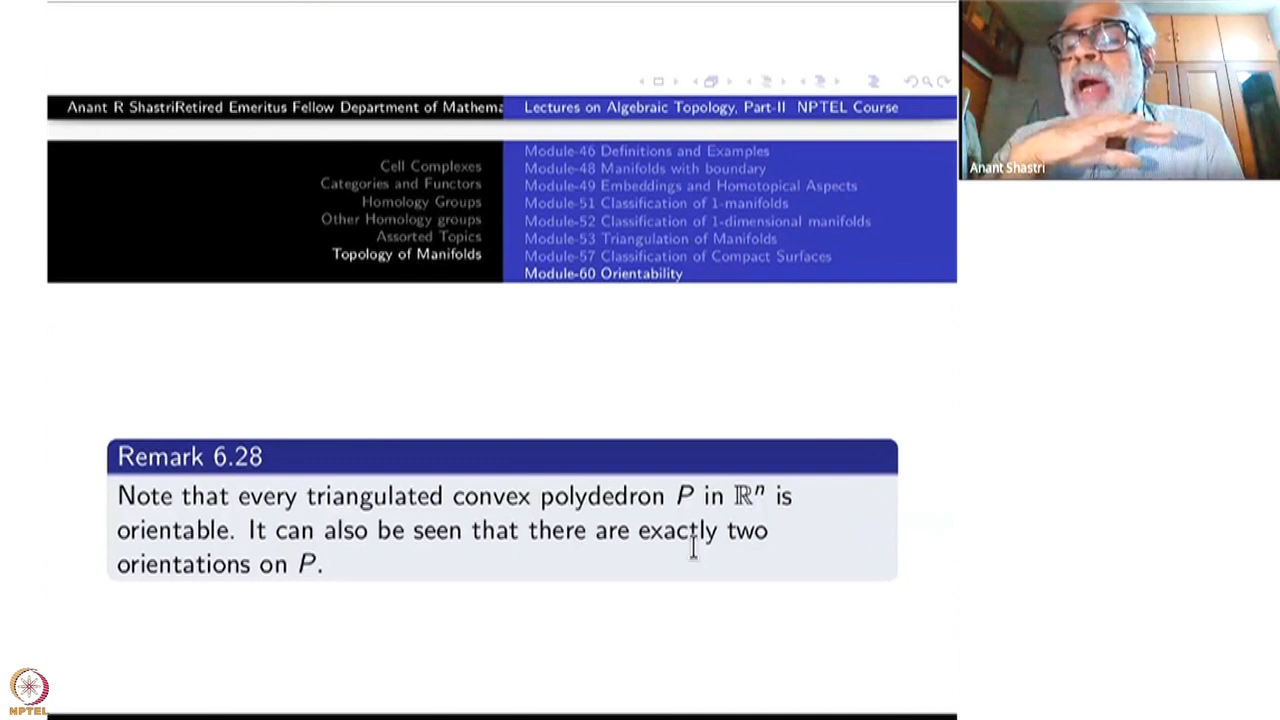 Anant R ShastriRetired Emeritus Fellow Department of Mathema
Lectures on Algebraic Topology, Part-II NPTEL Course
Cell Complexes
Categories and Functors
Homology Groups
Other Homology groups
Assorted Topics
Topology of Manifolds
Module-46 Definitions and Examples
Module-48 Manifolds with boundary
Module-49 Embeddings and Homotopical Aspects
Module-51 Classification of 1-manifolds
Module-52 Classification of 1-dimensional manifolds
Module-53 Triangulation of Manifolds
Module-57 Classification of Compact Surfaces
Module-60 Orientability
Anant Shastri
Remark 6.28
Note that every triangulated convex polydedron P in ℝⁿ is
orientable. It can also be seen that there are exactly two
orientations on P.
NPTEL